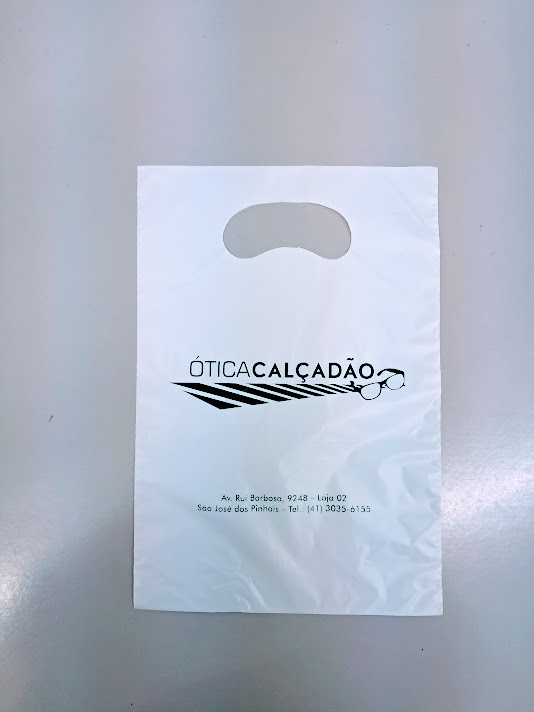 ÓTICACALÇADÃO
Av. Rui Barbosa, 9248 – Loja 02
São José dos Pinhais – Tel.: (41) 3035-6155